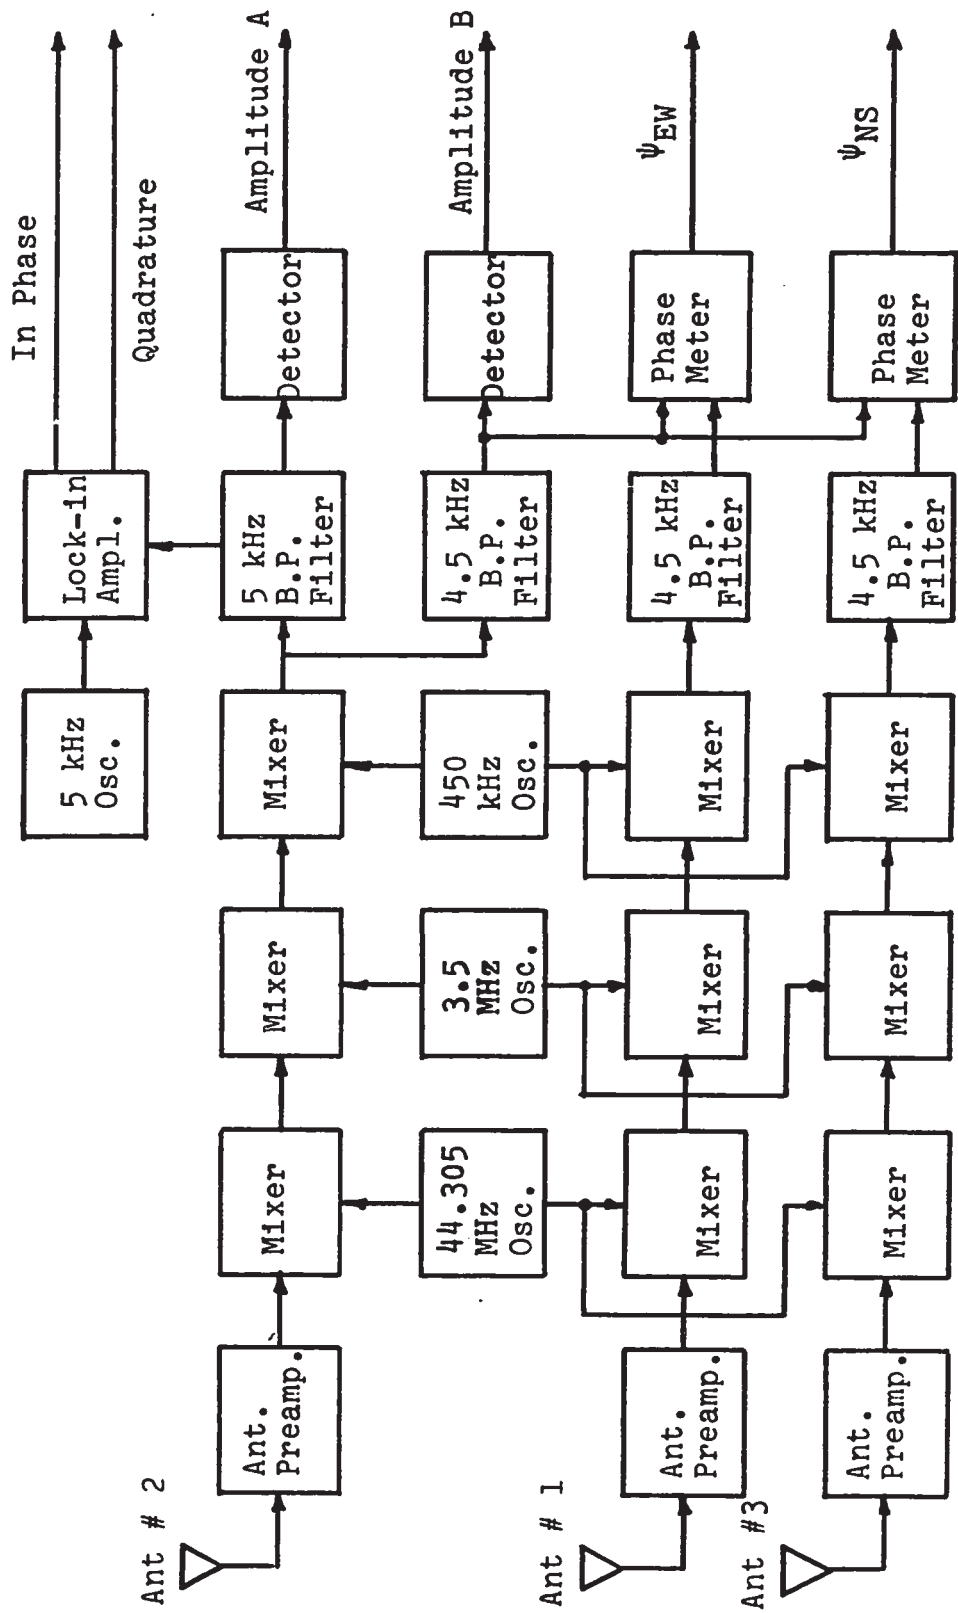 In Phase
Quadrature
5 kHz
Osc.
Lock-in
Ampl.
Ant # 2
Ant.
Preamp.
Mixer
Mixer
Mixer
5 kHz
B.P.
Filter
Detector
Amplitude A
44.305
MHz
Osc.
3.5
MHz
Osc.
450
kHz
Osc.
4.5 kHz
B.P.
Filter
Detector
Amplitude B
Ant # 1
Ant.
Preamp.
Mixer
Mixer
Mixer
4.5 kHz
B.P.
Filter
Phase
Meter
ΨEW
Ant #3
Ant.
Preamp.
Mixer
Mixer
Mixer
4.5 kHz
B.P.
Filter
Phase
Meter
ΨNS